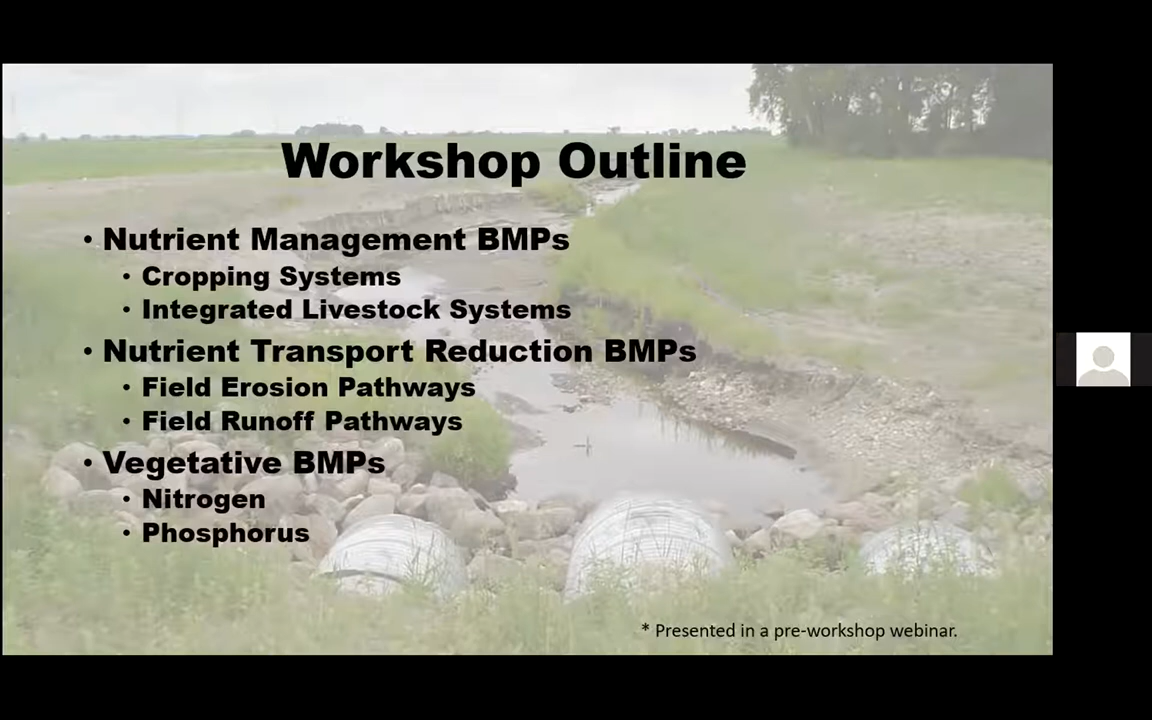 Workshop Outline
• Nutrient Management BMPs
• Cropping Systems
• Integrated Livestock Systems
• Nutrient Transport Reduction BMPs
• Field Erosion Pathways
• Field Runoff Pathways
• Vegetative BMPs
• Nitrogen
• Phosphorus
* Presented in a pre-workshop webinar.